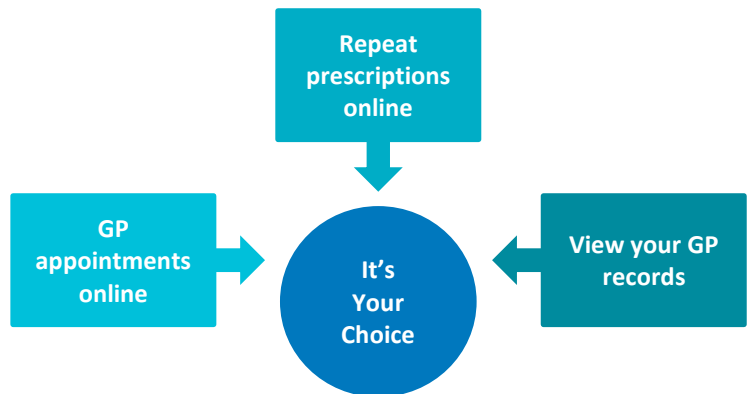 Repeat
prescriptions
online
GP
appointments
online
It’s
Your
Choice
View your GP
records